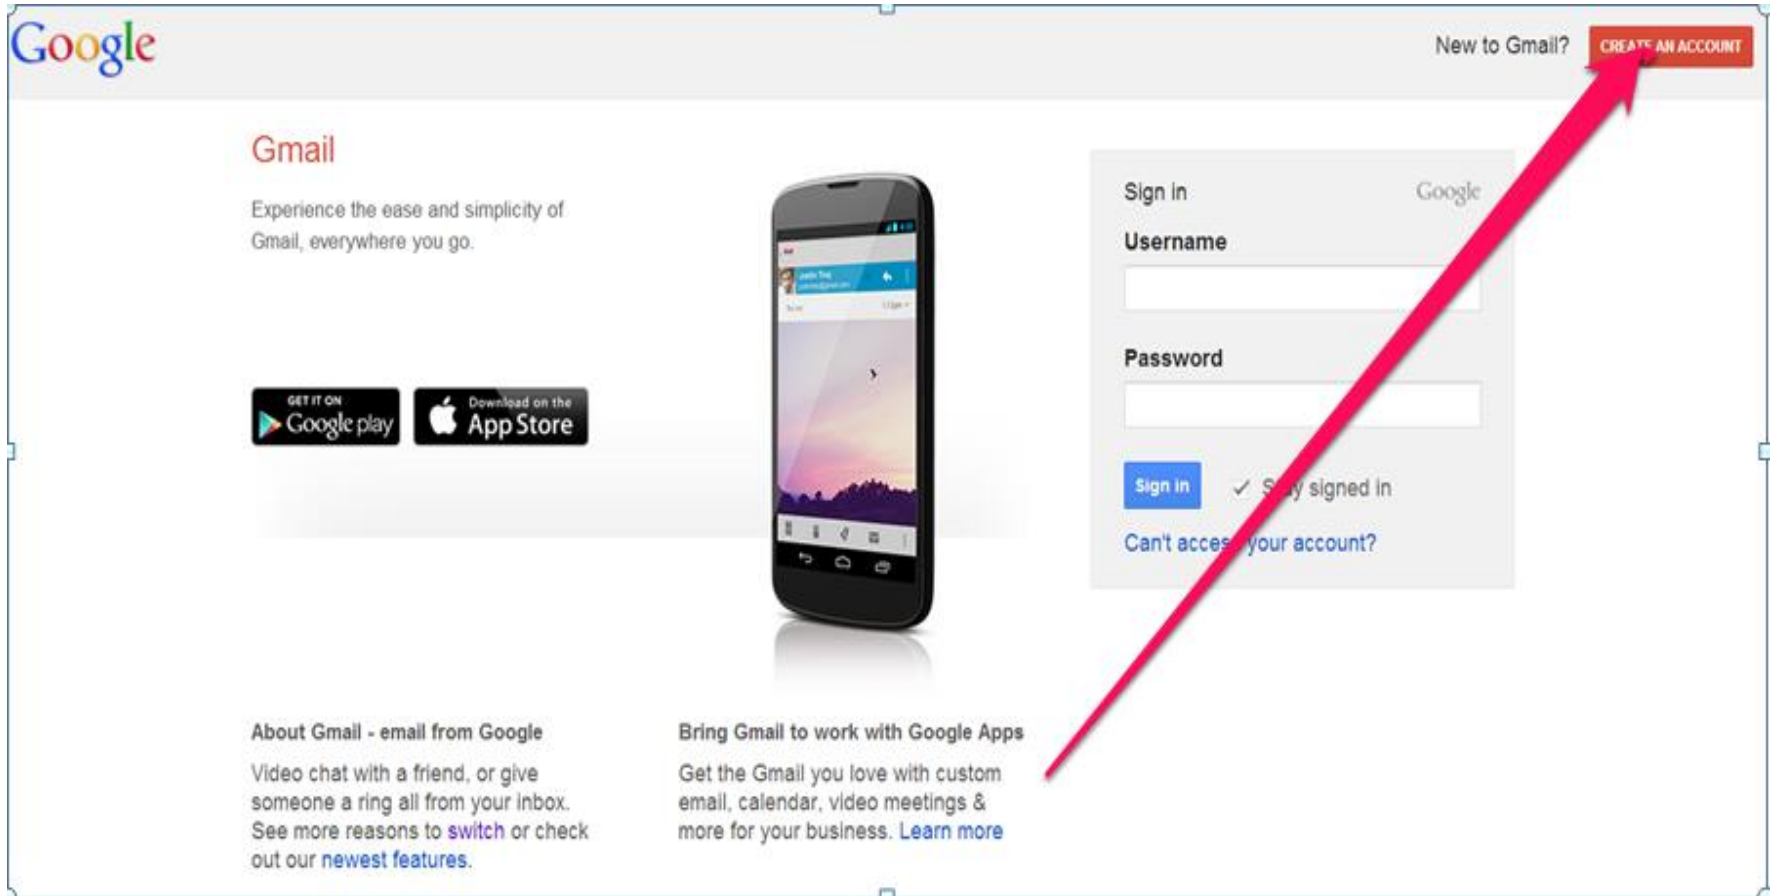 Google
New to Gmail?
CREATE AN ACCOUNT
Gmail
Experience the ease and simplicity of
Gmail, everywhere you go.
GET IT ON
Google play
Download on the
App Store
Sign in
Google
Username
Password
Sign in
Stay signed in
Can't access your account?
About Gmail - email from Google
Video chat with a friend, or give
someone a ring all from your inbox.
See more reasons to switch or check
out our newest features.
Bring Gmail to work with Google Apps
Get the Gmail you love with custom
email, calendar, video meetings &
more for your business. Learn more